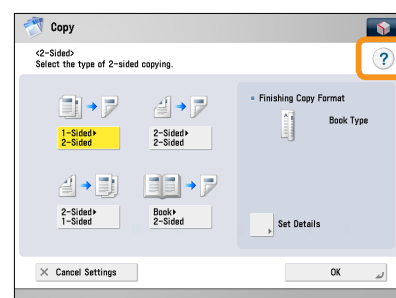 Copy
<2-Sided>
Select the type of 2-sided copying.
?
1-Sided▶
2-Sided
2-Sided▶
2-Sided
2-Sided▶
1-Sided
Book▶
2-Sided
Finishing Copy Format
Book Type
Set Details
× Cancel Settings
OK